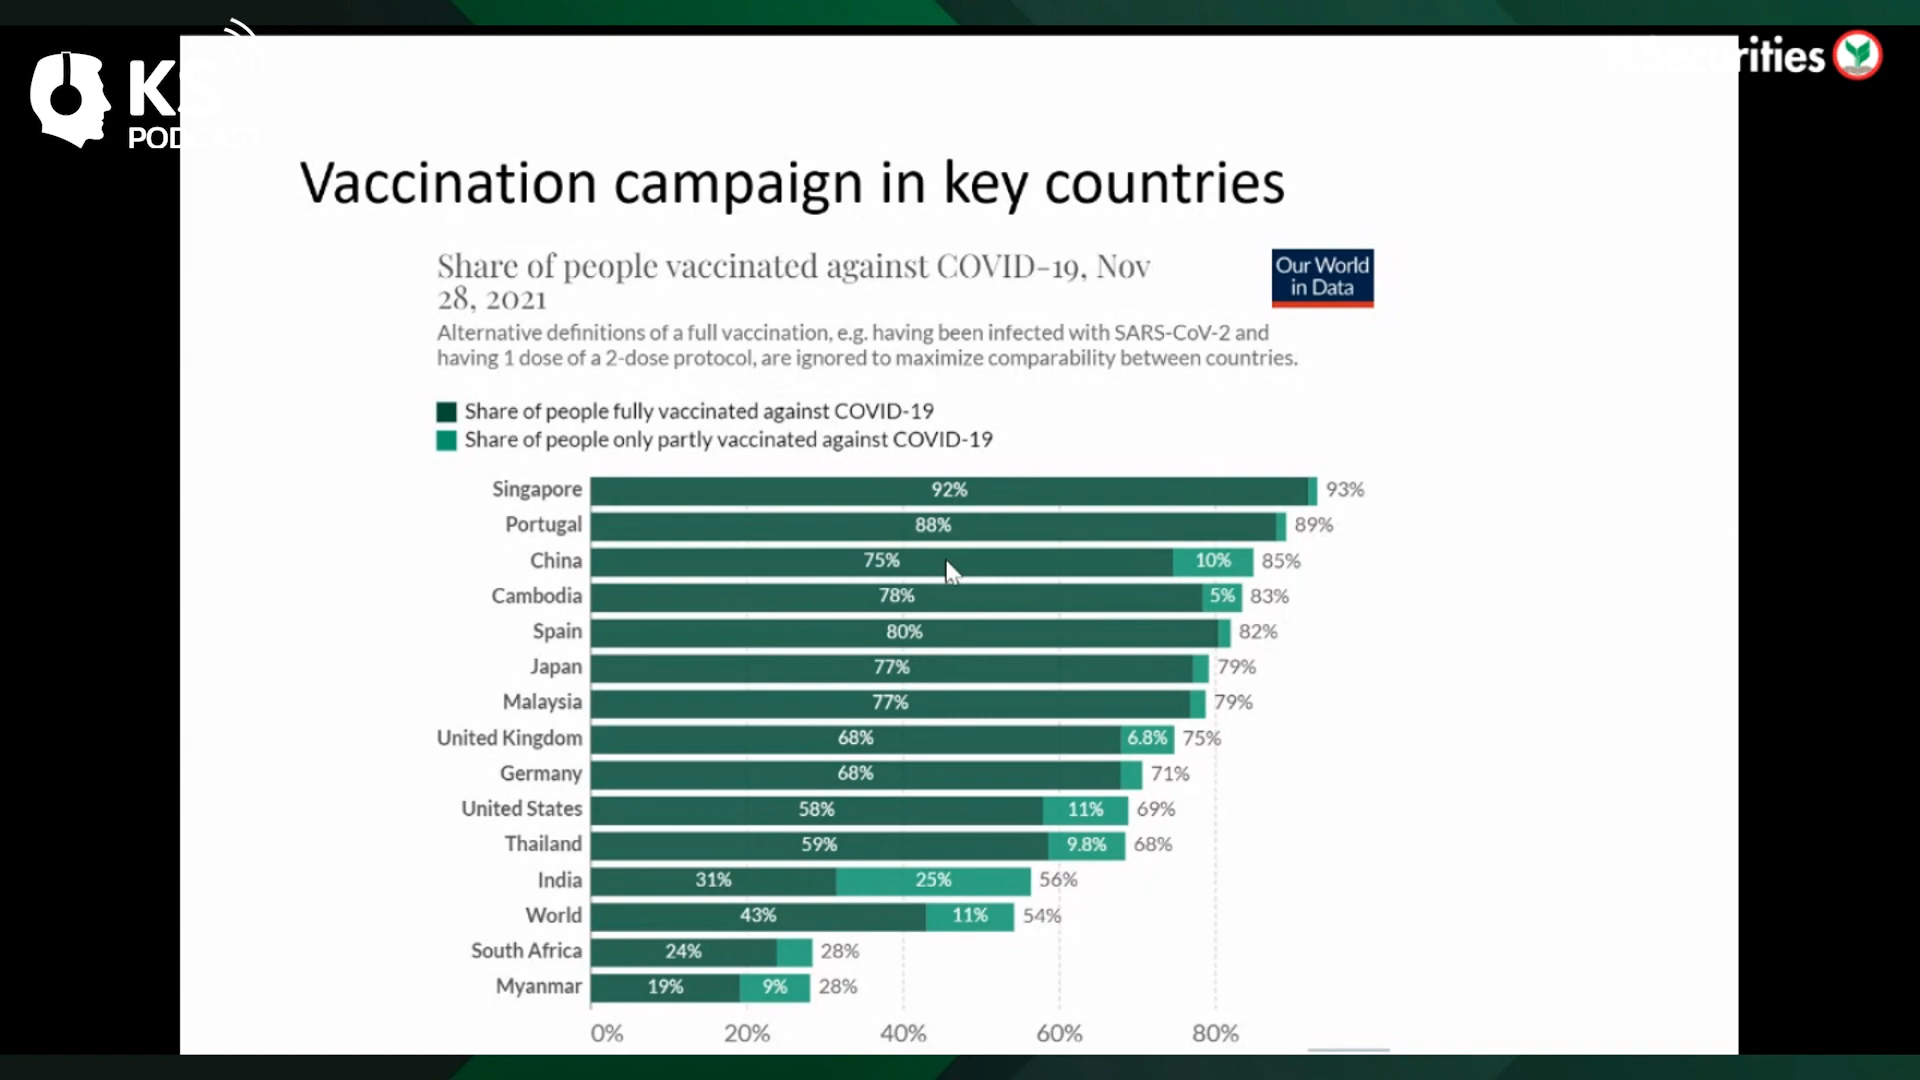 KS
PODCAST
KSecurities
Vaccination campaign in key countries
Share of people vaccinated against COVID-19, Nov
28, 2021
Our World
in Data
Alternative definitions of a full vaccination, e.g. having been infected with SARS-CoV-2 and
having 1 dose of a 2-dose protocol, are ignored to maximize comparability between countries.
Share of people fully vaccinated against COVID-19
Share of people only partly vaccinated against COVID-19
Singapore 92% 93%
Portugal 88% 89%
China 75% 10% 85%
Cambodia 78% 5% 83%
Spain 80% 82%
Japan 77% 79%
Malaysia 77% 79%
United Kingdom 68% 6.8% 75%
Germany 68% 71%
United States 58% 11% 69%
Thailand 59% 9.8% 68%
India 31% 25% 56%
World 43% 11% 54%
South Africa 24% 28%
Myanmar 19% 9% 28%
0% 20% 40% 60% 80%